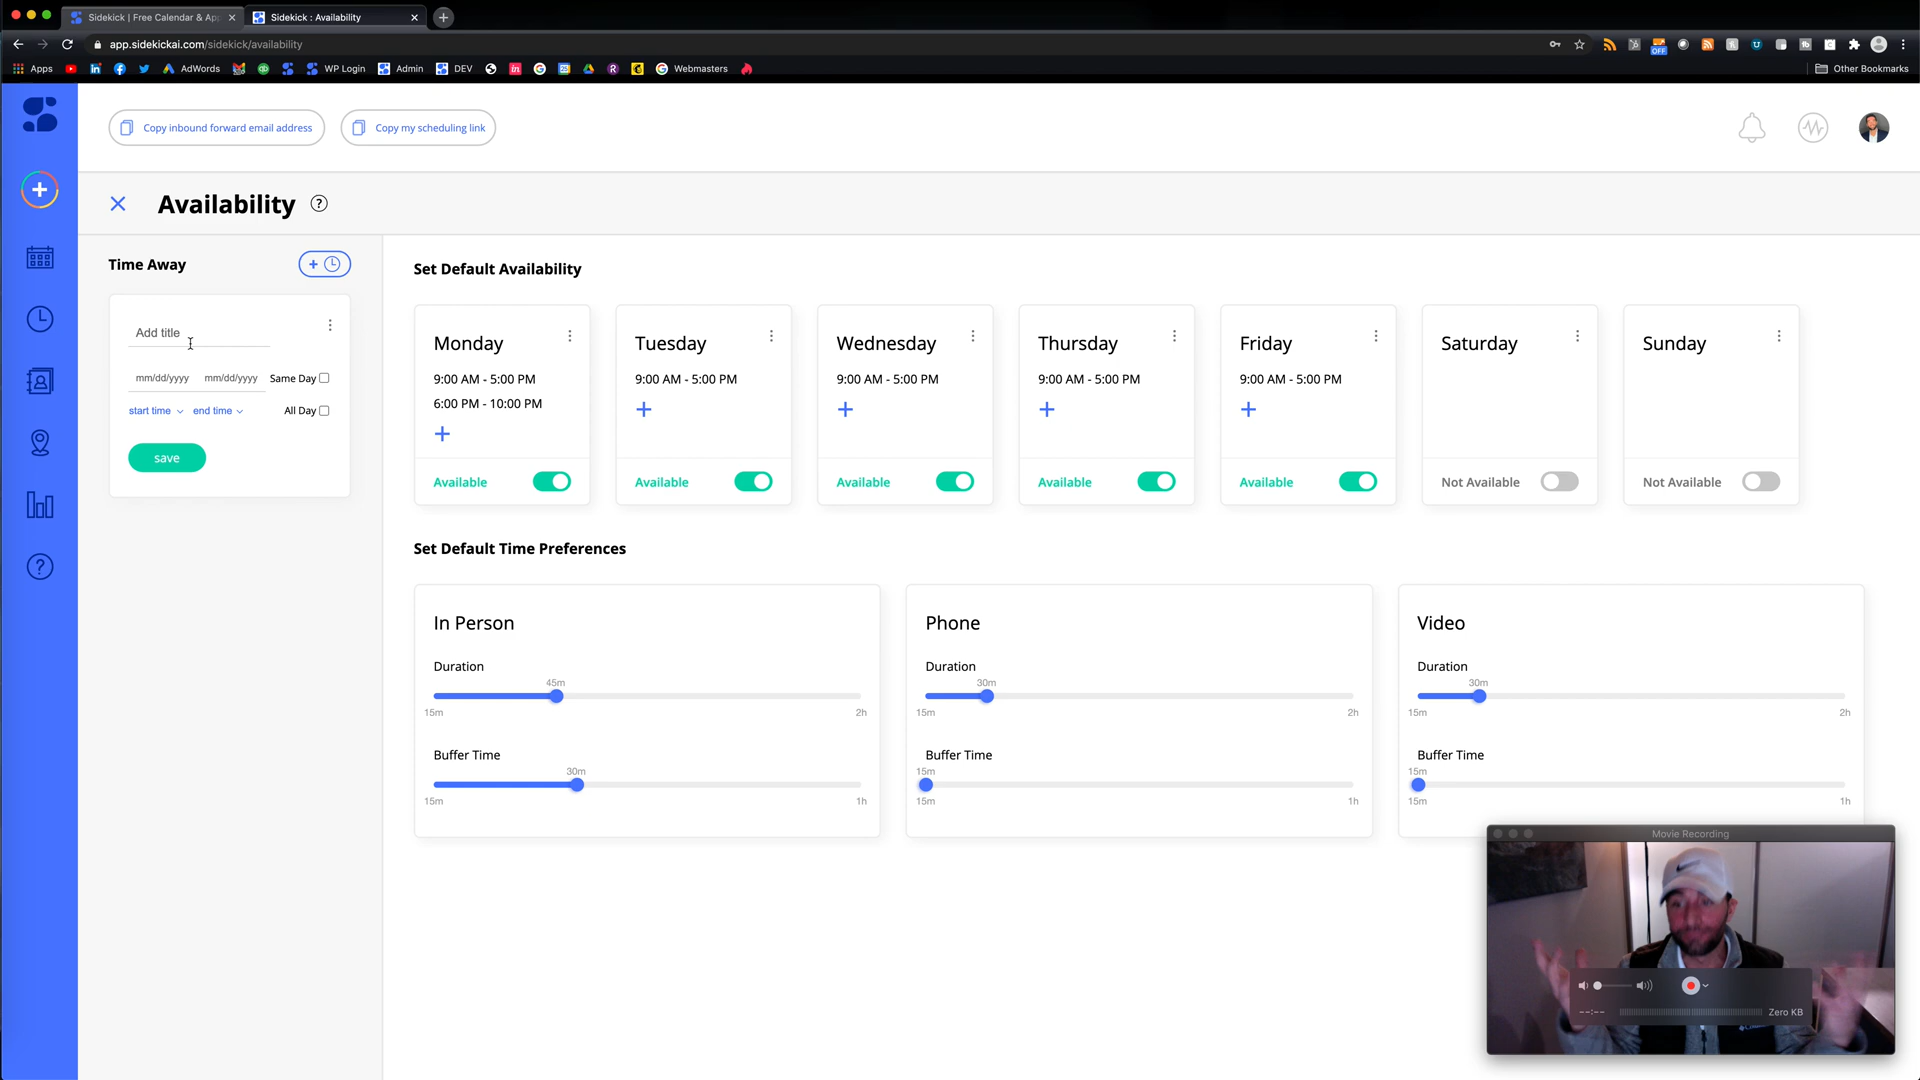 Sidekick | Free Calendar & App
Sidekick : Availability
app.sidekickai.com/sidekick/availability
Apps
AdWords
WP Login
Admin
DEV
Webmasters
Other Bookmarks
OFF
Copy inbound forward email address
Copy my scheduling link
Availability
Time Away
Add title
mm/dd/yyyy mm/dd/yyyy Same Day
start time end time All Day
save
Set Default Availability
Monday
9:00 AM - 5:00 PM
6:00 PM - 10:00 PM
Available
Tuesday
9:00 AM - 5:00 PM
Available
Wednesday
9:00 AM - 5:00 PM
Available
Thursday
9:00 AM - 5:00 PM
Available
Friday
9:00 AM - 5:00 PM
Available
Saturday
Not Available
Sunday
Not Available
Set Default Time Preferences
In Person
Duration
45m
15m 2h
Buffer Time
30m
15m 1h
Phone
Duration
30m
15m 2h
Buffer Time
15m
15m 1h
Video
Duration
30m
15m 2h
Buffer Time
15m
15m 1h
Movie Recording
--:-- Zero KB